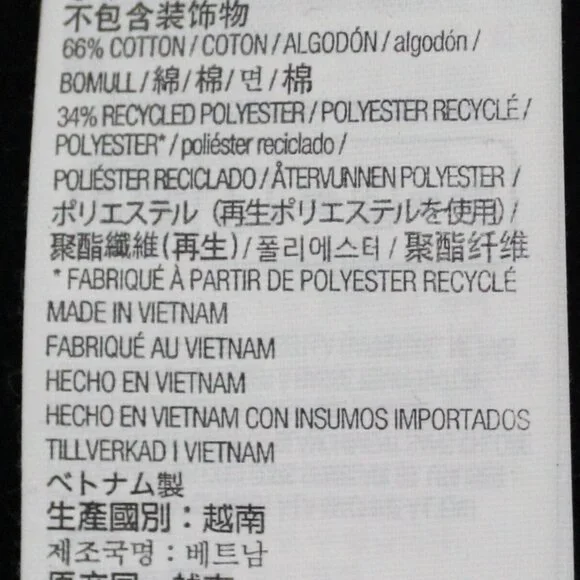 不包含装饰物
66% COTTON / COTON / ALGODÓN / algodón /
BOMULL / 綿 / 棉 / 면 / 棉
34% RECYCLED POLYESTER / POLYESTER RECYCLÉ /
POLYESTER* / poliéster reciclado /
POLIÉSTER RECICLADO / ÅTERVUNNEN POLYESTER /
ポリエステル (再生ポリエステルを使用) /
聚酯纖維(再生) / 폴리에스터 / 聚酯纤维
* FABRIQUÉ À PARTIR DE POLYESTER RECYCLÉ
MADE IN VIETNAM
FABRIQUÉ AU VIETNAM
HECHO EN VIETNAM
HECHO EN VIETNAM CON INSUMOS IMPORTADOS
TILLVERKAD I VIETNAM
ベトナム製
生產國別：越南
제조국명 : 베트남